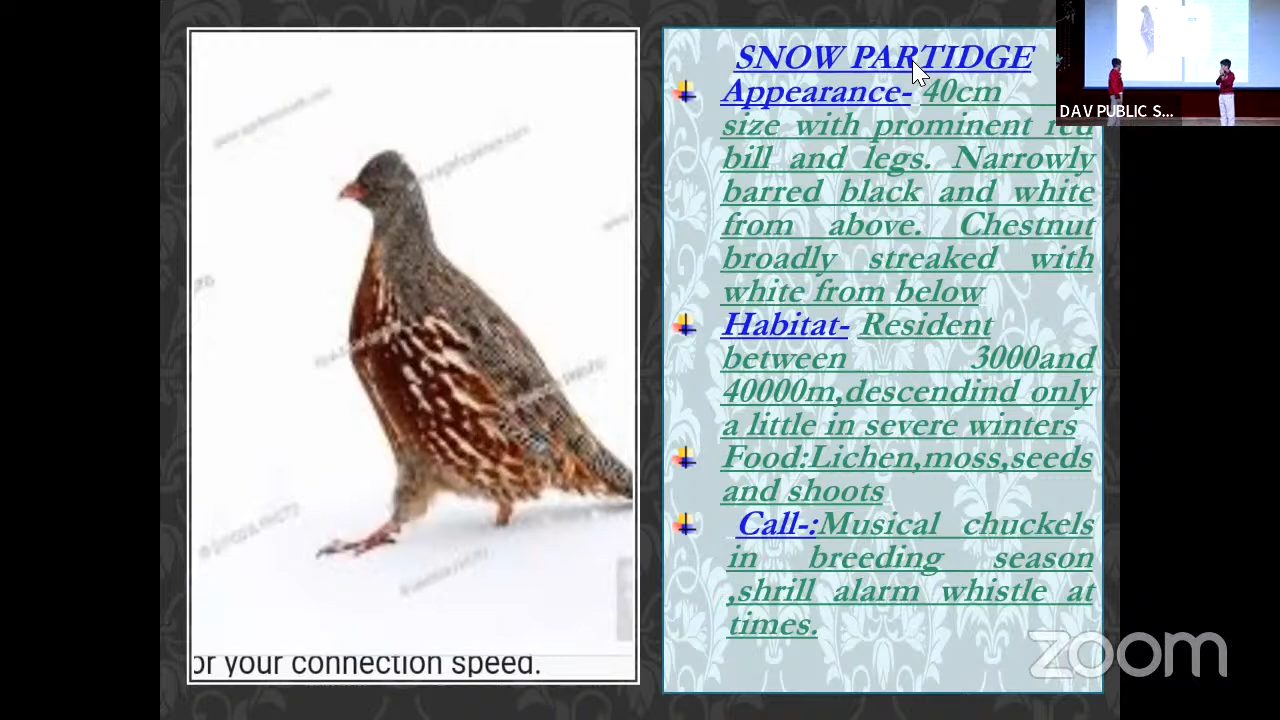 SNOW PARTIDGE
Appearance- 40cm
size with prominent red
bill and legs. Narrowly
barred black and white
from above. Chestnut
broadly streaked with
white from below
Habitat- Resident
between 3000and
40000m,descendind only
a little in severe winters
Food:Lichen,moss,seeds
and shoots
Call-:Musical chuckels
in breeding season
,shrill alarm whistle at
times.
or your connection speed.
DAV PUBLIC S...
zoom